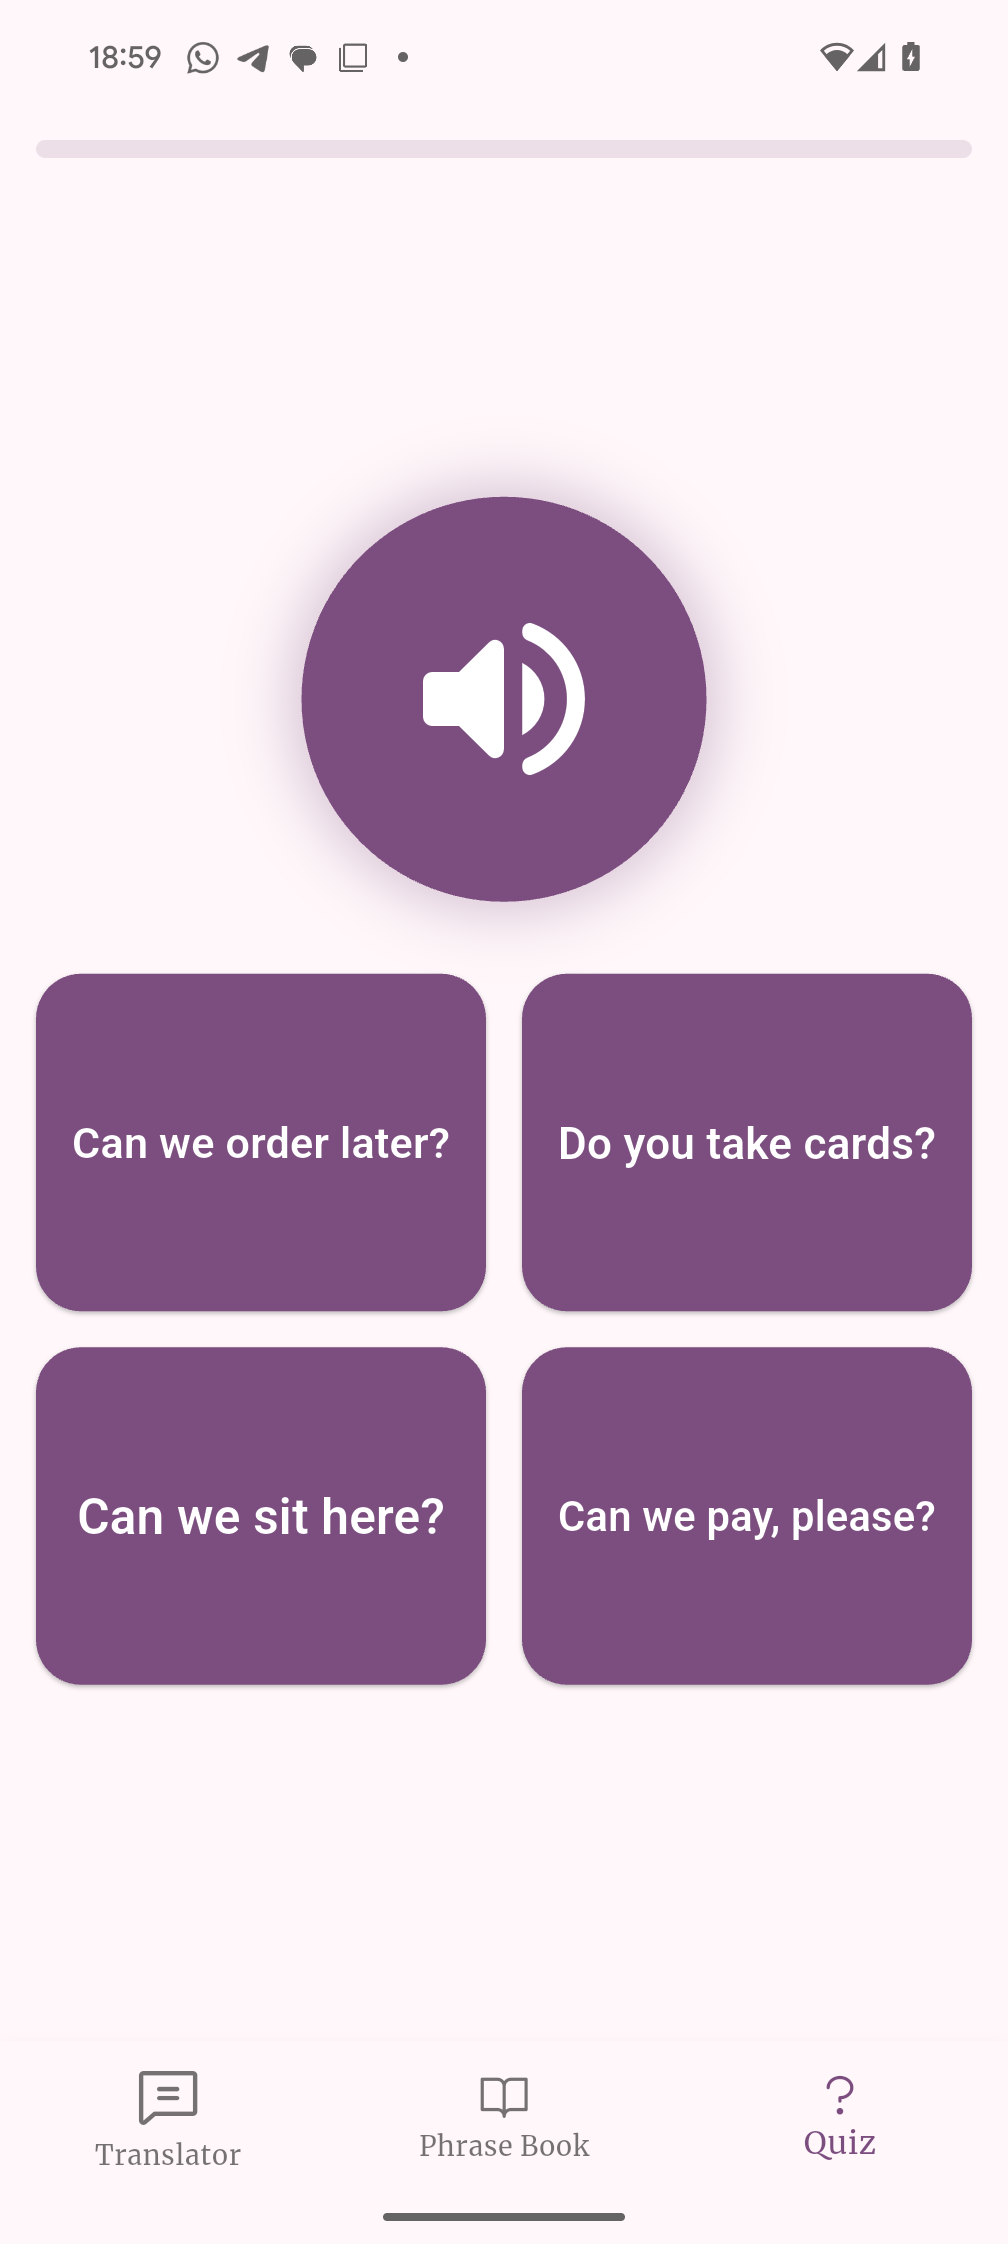 18:59
Can we order later?
Do you take cards?
Can we sit here?
Can we pay, please?
Translator
Phrase Book
Quiz